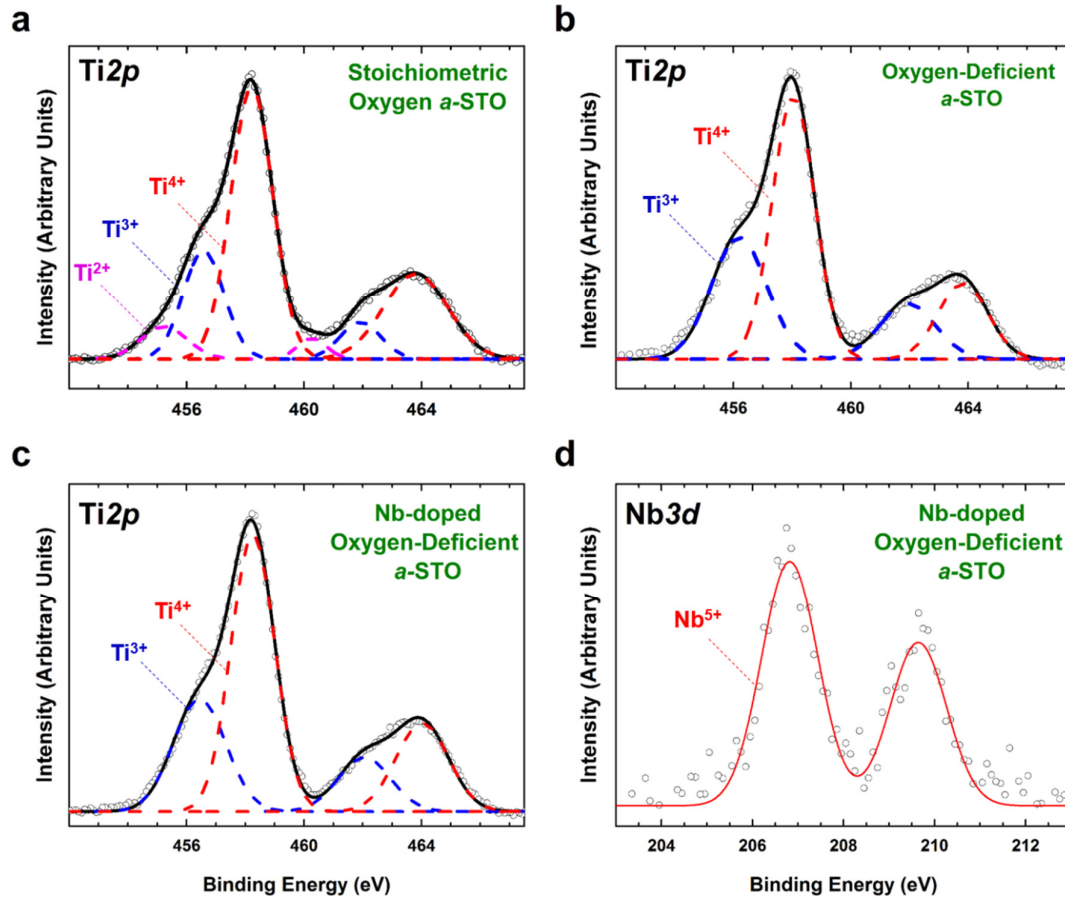 a
Ti2p
Stoichiometric
Oxygen a-STO
Ti4+
Ti3+
Ti2+
Intensity (Arbitrary Units)
456 460 464
b
Ti2p
Oxygen-Deficient
a-STO
Ti4+
Ti3+
Intensity (Arbitrary Units)
456 460 464
c
Ti2p
Nb-doped
Oxygen-Deficient
a-STO
Ti4+
Ti3+
Intensity (Arbitrary Units)
456 460 464
Binding Energy (eV)
d
Nb3d
Nb-doped
Oxygen-Deficient
a-STO
Nb5+
Intensity (Arbitrary Units)
204 206 208 210 212
Binding Energy (eV)